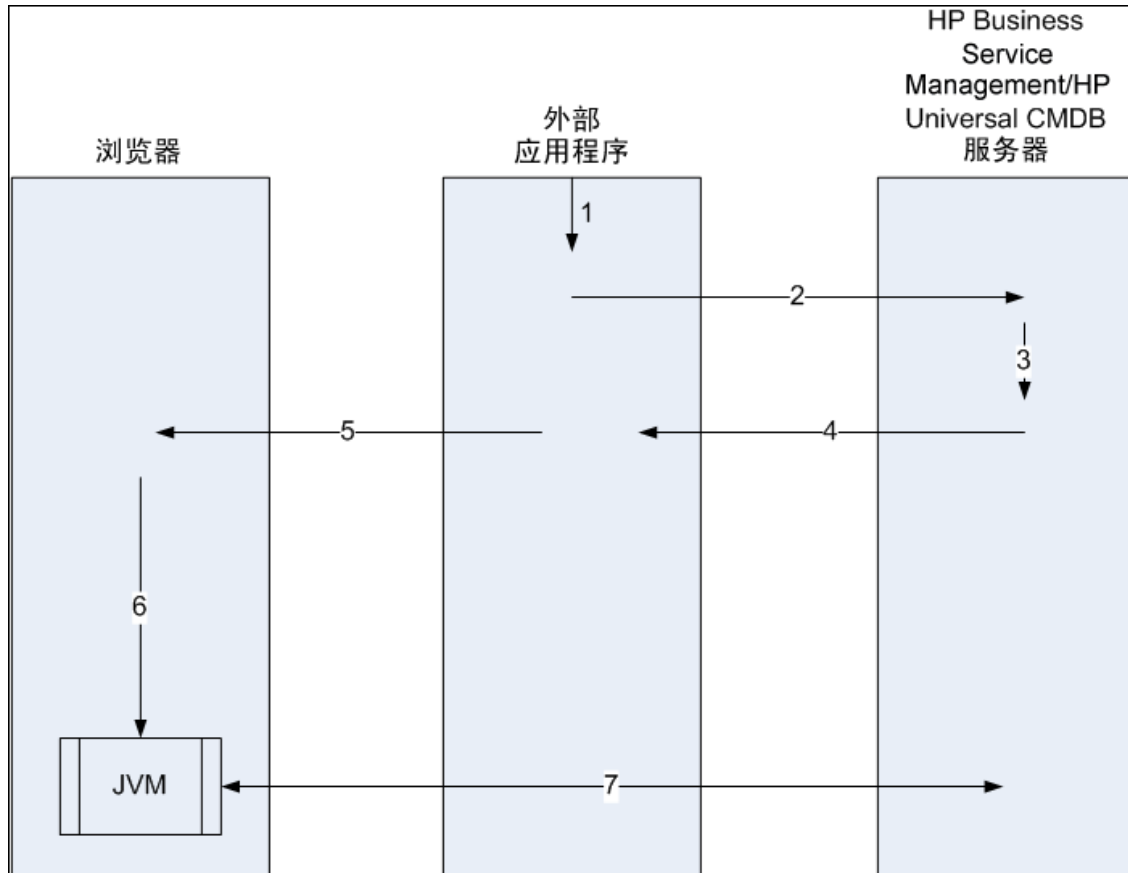 HP Business
Service
Management/HP
Universal CMDB
服务器
外部
应用程序
浏览器
1
2
3
5
4
6
JVM
7